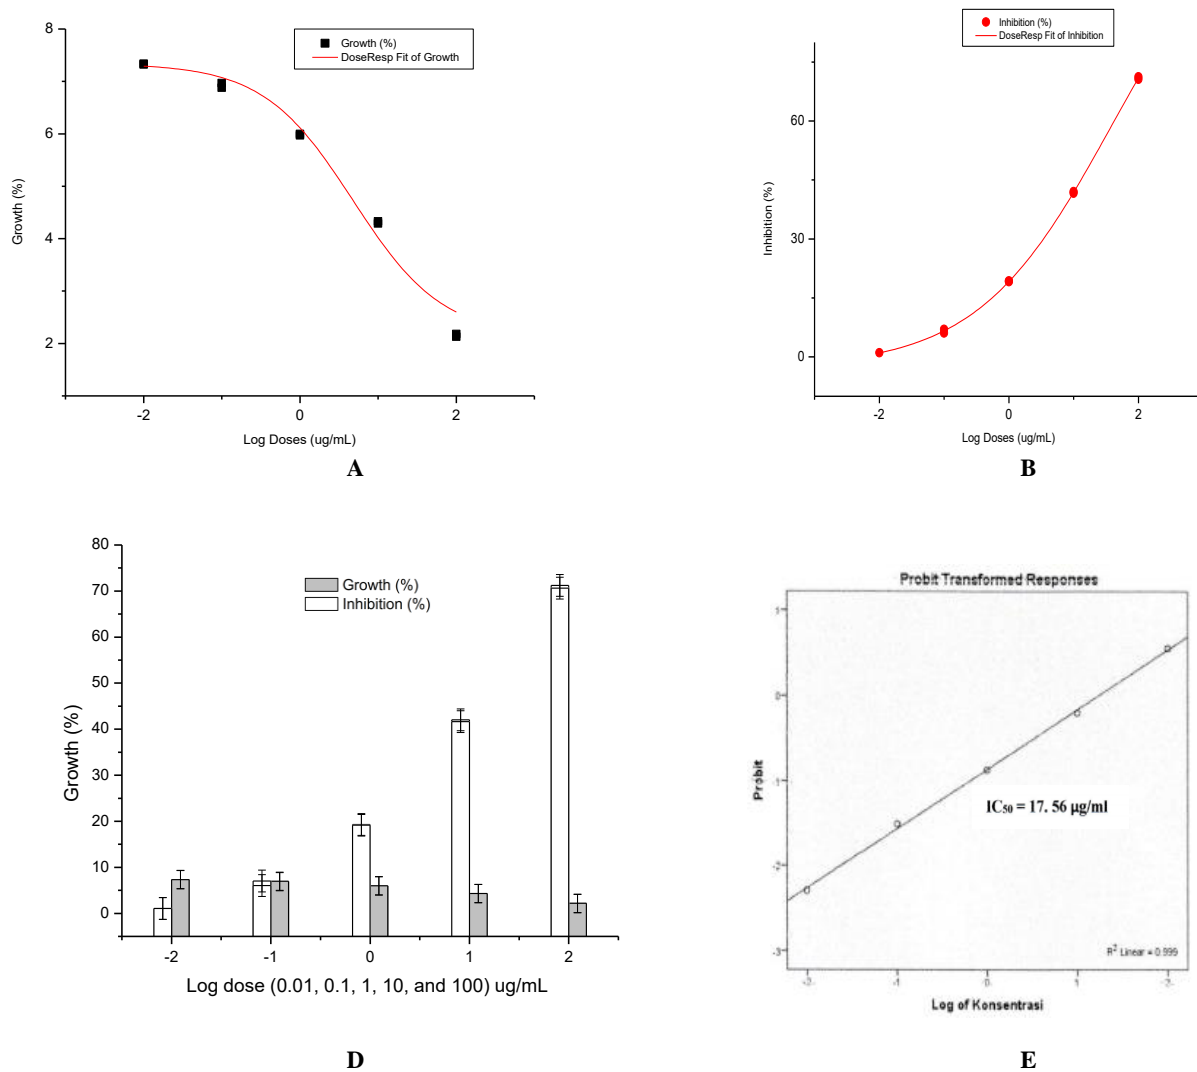 Growth (%)
DoseResp Fit of Growth
8
6
4
2
Growth (%)
-2
0
2
Log Doses (ug/mL)
A
Inhibition (%)
DoseResp Fit of Inhibition
60
30
0
Inhibition (%)
-2
0
2
Log Doses (ug/mL)
B
Growth (%)
Inhibition (%)
80
70
60
50
40
30
20
10
0
Growth (%)
-2
-1
0
1
2
Log dose (0.01, 0.1, 1, 10, and 100) ug/mL
D
Probit Transformed Responses
1
0
-1
-2
-3
Probit
IC₅₀ = 17. 56 µg/ml
R² Linear = 0.999
-2
-1
0
1
2
Log of Konsentrasi
E